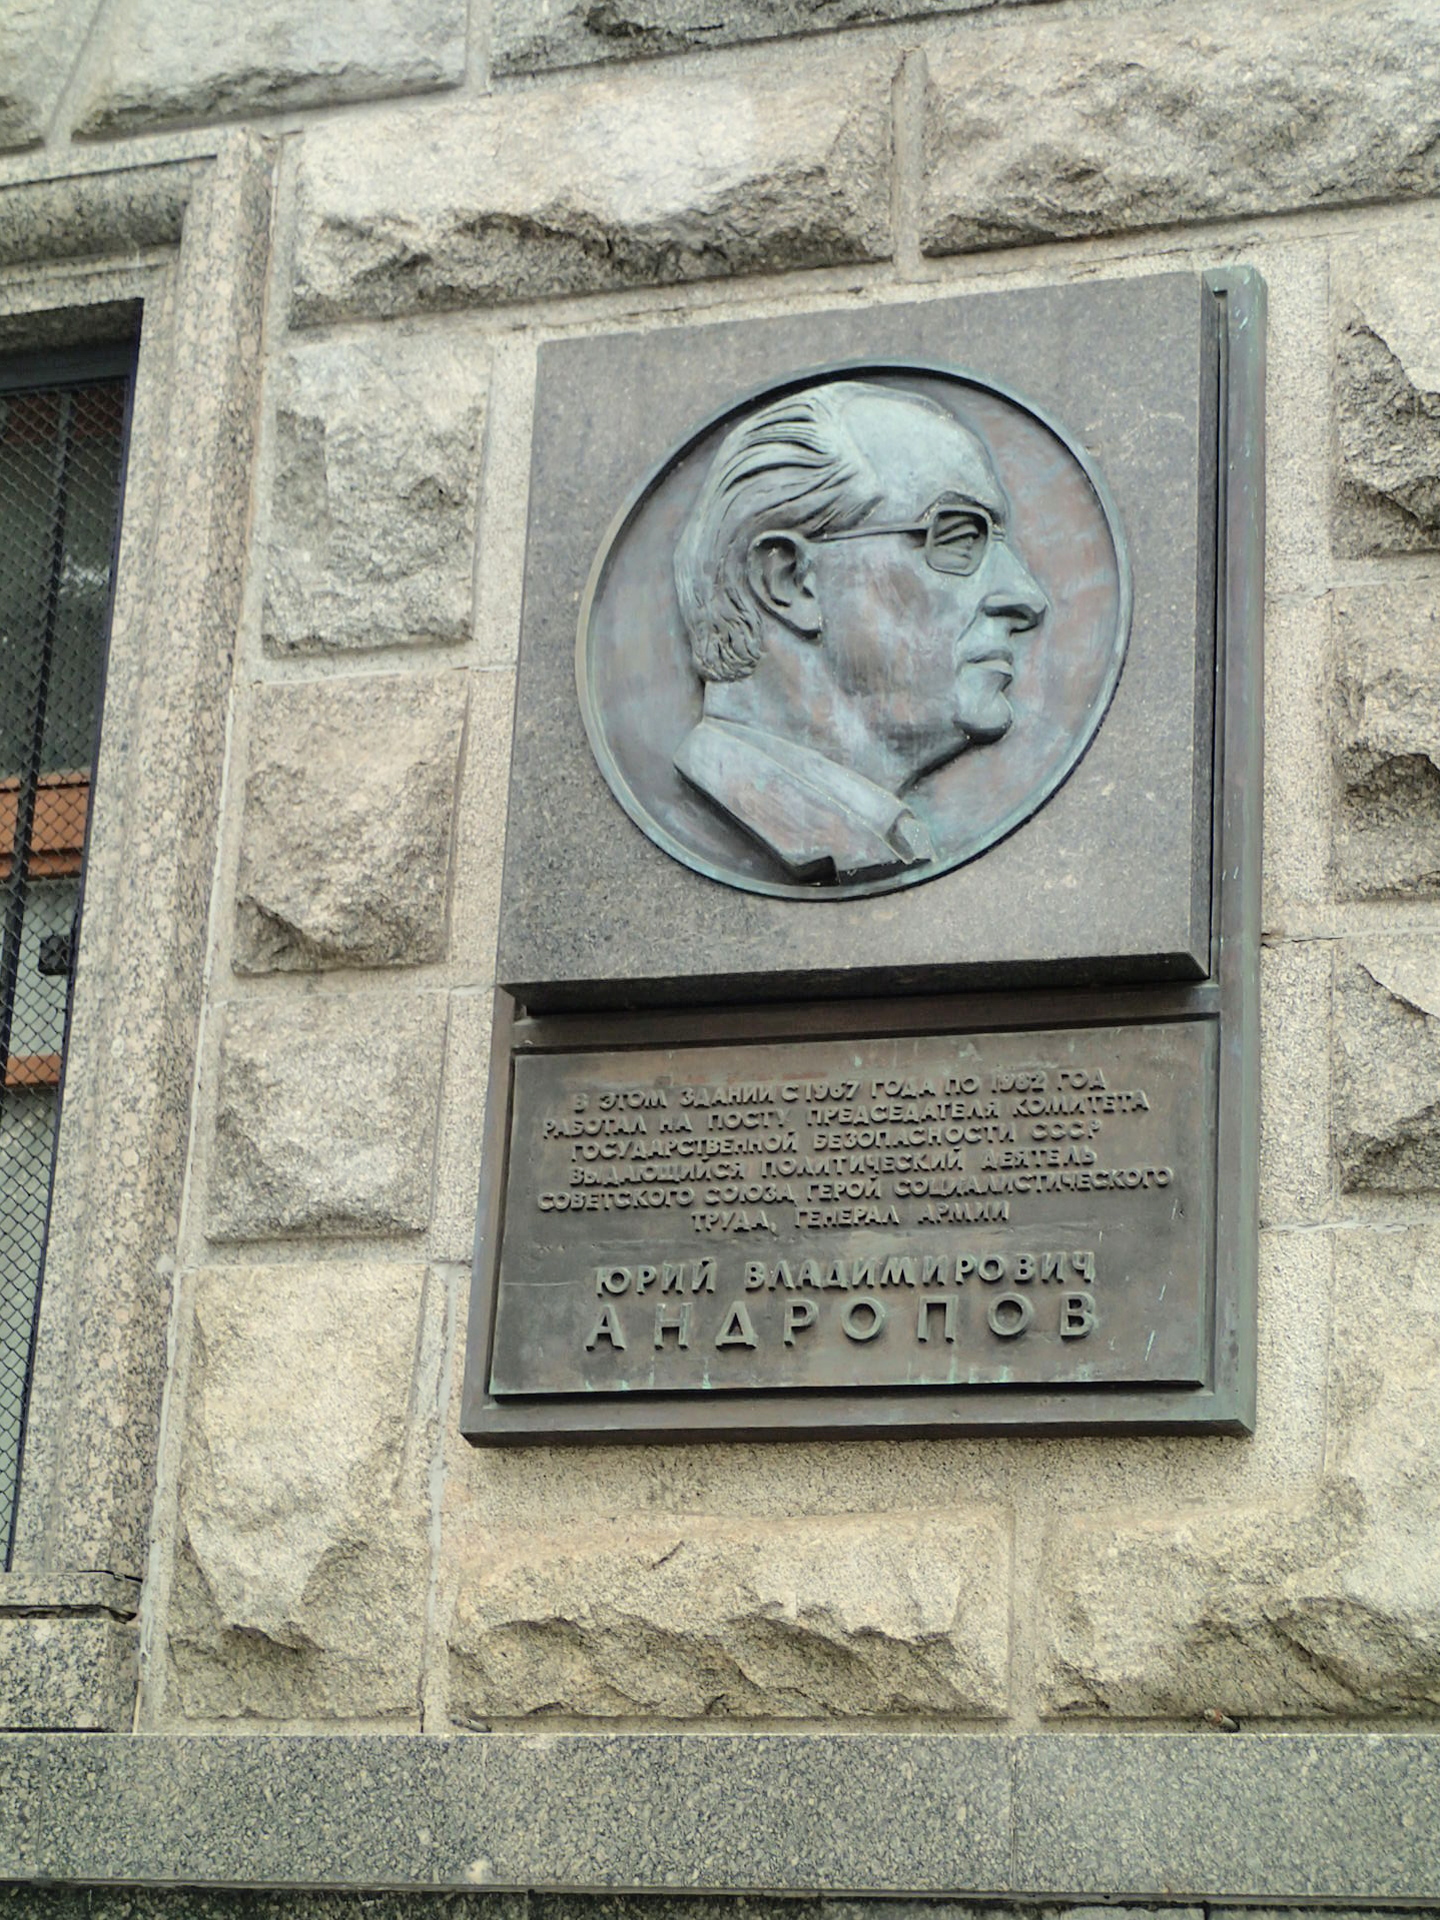 В ЭТОМ ЗДАНИИ С 1967 ГОДА ПО 1982 ГОД
РАБОТАЛ НА ПОСТУ ПРЕДСЕДАТЕЛЯ КОМИТЕТА
ГОСУДАРСТВЕННОЙ БЕЗОПАСНОСТИ СССР
ВЫДАЮЩИЙСЯ ПОЛИТИЧЕСКИЙ ДЕЯТЕЛЬ
СОВЕТСКОГО СОЮЗА, ГЕРОЙ СОЦИАЛИСТИЧЕСКОГО
ТРУДА, ГЕНЕРАЛ АРМИИ
ЮРИЙ ВЛАДИМИРОВИЧ
АНДРОПОВ